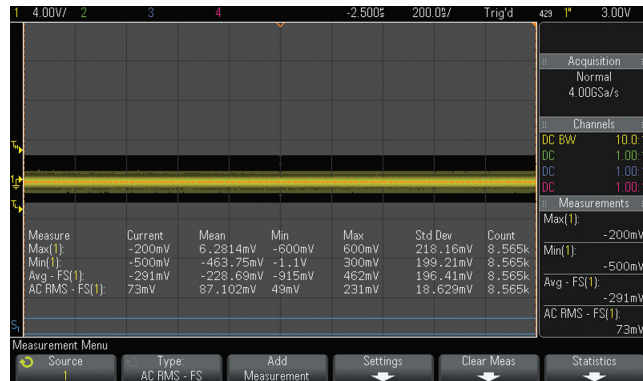 1 4.00V/ 2 3 4 -2.500s 200.0s/ Trig'd 429 1" 3.00V
Acquisition
Normal
4.00GSa/s
Channels
DC BW 10.0:
DC 1.00:
DC 1.00:
DC 1.00:
Measurements
Max(1):
-200mV
Min(1):
-500mV
Avg - FS(1):
-291mV
AC RMS - FS(1):
73mV
Measure Current Mean Min Max Std Dev Count
Max(1): -200mV 6.2814mV -600mV 600mV 218.16mV 8.565k
Min(1): -500mV -463.75mV -1.1V 300mV 199.21mV 8.565k
Avg - FS(1): -291mV -228.69mV -915mV 462mV 196.41mV 8.565k
AC RMS - FS(1): 73mV 87.102mV 49mV 231mV 18.629mV 8.565k
Measurement Menu
Source
1
Type:
AC RMS - FS
Add
Measurement
Settings
Clear Meas
Statistics